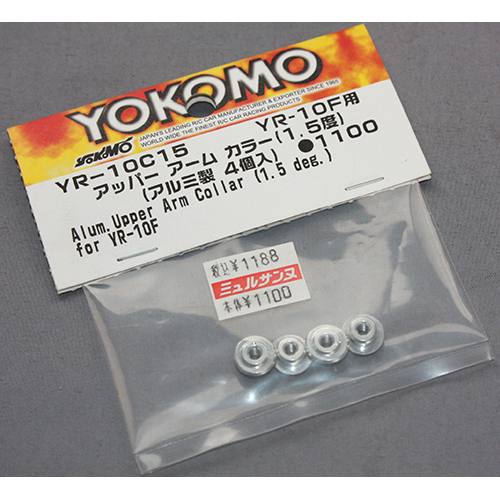 YOKOMO
JAPAN'S LEADING R/C CAR MANUFACTURER & EXPORTER SINCE 1965
WORLD WIDE THE FINEST R/C CAR RACING PRODUCTS
YOKOMO
YR-10C15 YR-10F用
アッパー アーム カラー(1.5度)
(アルミ製 4個入) ●1100
Alum.Upper Arm Collar (1.5 deg.)
for YR-10F
税込¥1188
ミュルサンヌ
本体¥1100